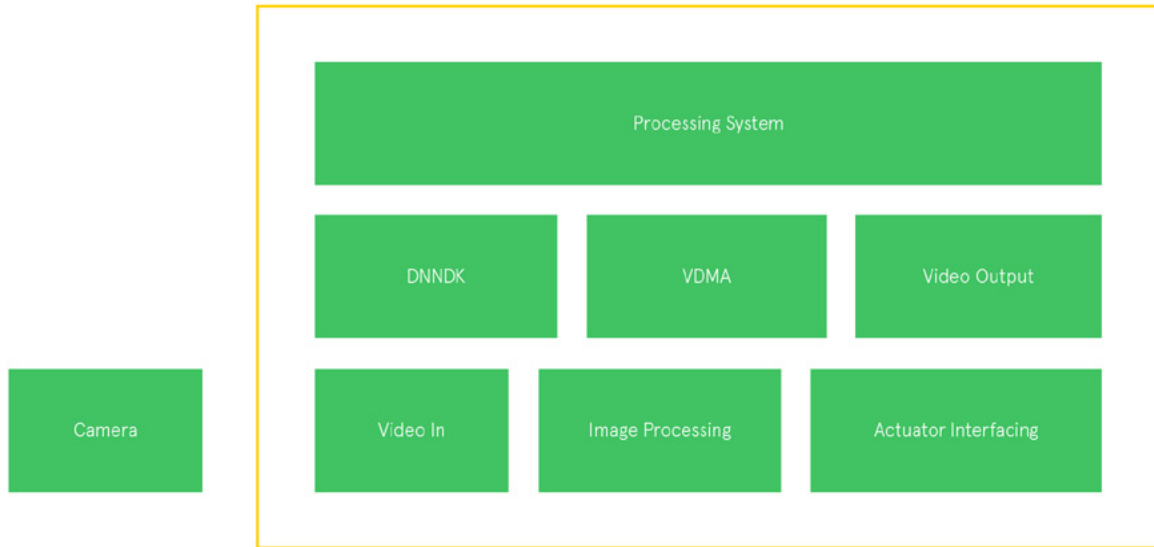 Processing System
DNNDK
VDMA
Video Output
Camera
Video In
Image Processing
Actuator Interfacing